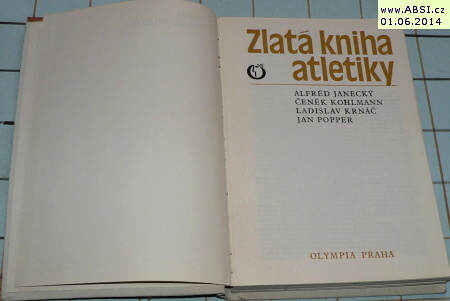 www.ABSI.cz
01.06.2014
Zlatá kniha
atletiky
ALFRÉD JANECKÝ
ČENĚK KOHLMANN
LADISLAV KRNÁČ
JAN POPPER
OLYMPIA PRAHA